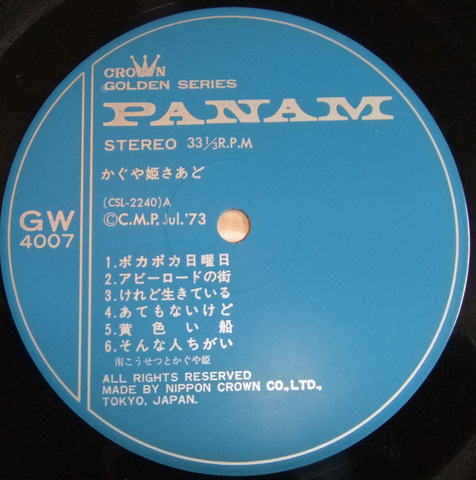 CROWN
GOLDEN SERIES
PANAM
STEREO 33 1/3 R.P.M
かぐや姫さあど
(CSL-2240)A
©C.M.P. Jul.'73
GW
4007
1.ポカポカ日曜日
2.アビーロードの街
3.けれど生きている
4.あてもないけど
5.黄色い船
6.そんな人ちがい
南こうせつとかぐや姫
ALL RIGHTS RESERVED
MADE BY NIPPON CROWN CO.,LTD.,
TOKYO, JAPAN.